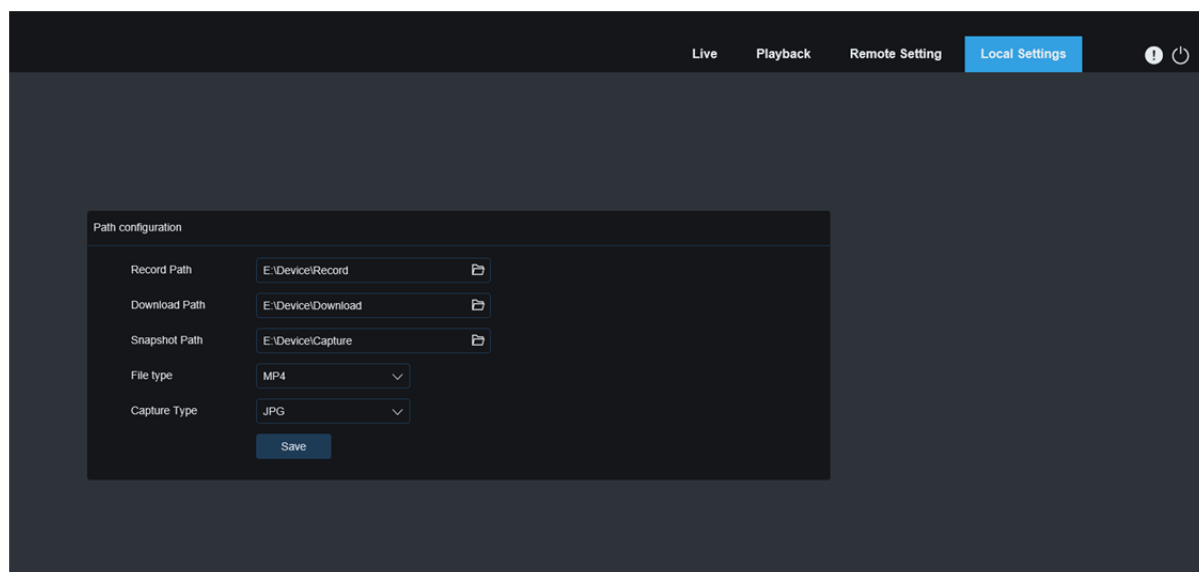 Live Playback Remote Setting Local Settings
Path configuration
Record Path E:\Device\Record
Download Path E:\Device\Download
Snapshot Path E:\Device\Capture
File type MP4
Capture Type JPG
Save